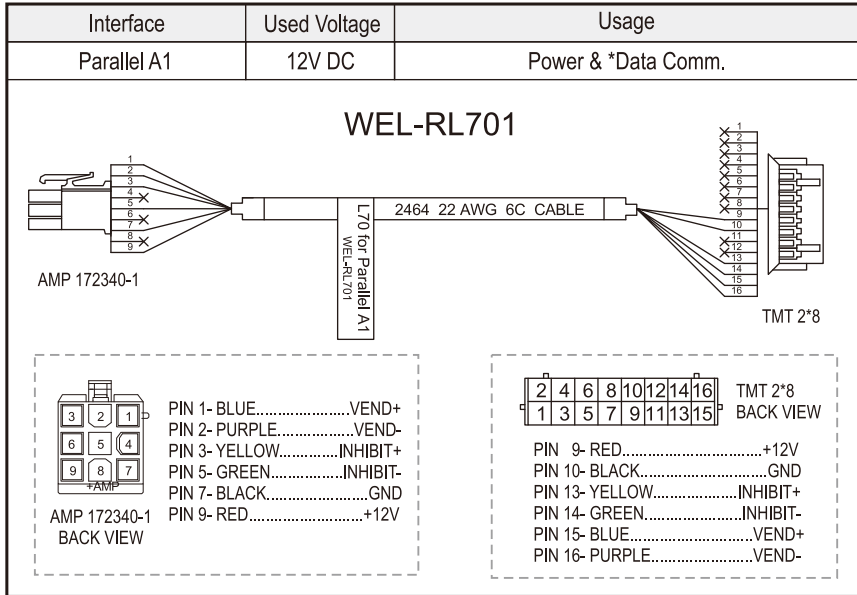 Interface Used Voltage Usage
Parallel A1 12V DC Power & *Data Comm.
WEL-RL701
1
2
3
4
5
6
7
8
9
AMP 172340-1
L70 for Parallel A1
WEL-RL701
2464 22 AWG 6C CABLE
1
2
3
4
5
6
7
8
9
10
11
12
13
14
15
16
TMT 2*8
3 2 1
6 5 4
9 8 7
+AMP
AMP 172340-1
BACK VIEW
PIN 1- BLUE......................VEND+
PIN 2- PURPLE.................VEND-
PIN 3- YELLOW.............INHIBIT+
PIN 5- GREEN...............INHIBIT-
PIN 7- BLACK......................GND
PIN 9- RED.........................+12V
2 4 6 8 10 12 14 16
1 3 5 7 9 11 13 15
TMT 2*8
BACK VIEW
PIN 9- RED............................+12V
PIN 10- BLACK.........................GND
PIN 13- YELLOW.................INHIBIT+
PIN 14- GREEN...................INHIBIT-
PIN 15- BLUE..........................VEND+
PIN 16- PURPLE.....................VEND-